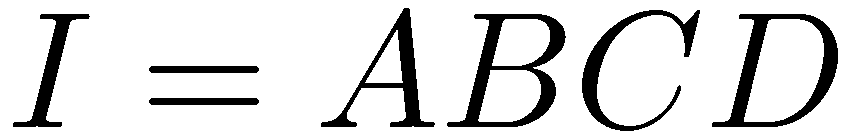 I = ABCD